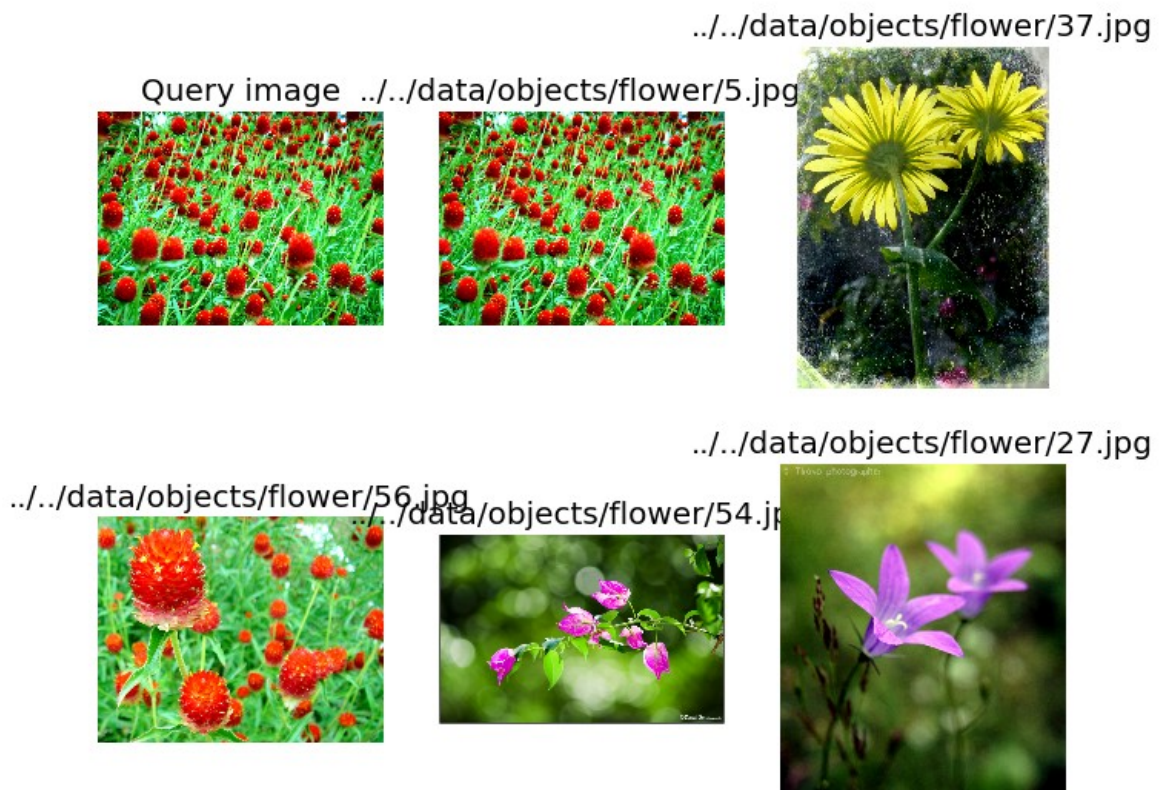 ../../data/objects/flower/37.jpg
Query image
../../data/objects/flower/5.jpg
../../data/objects/flower/27.jpg
../../data/objects/flower/56.jpg
../../data/objects/flower/54.jp